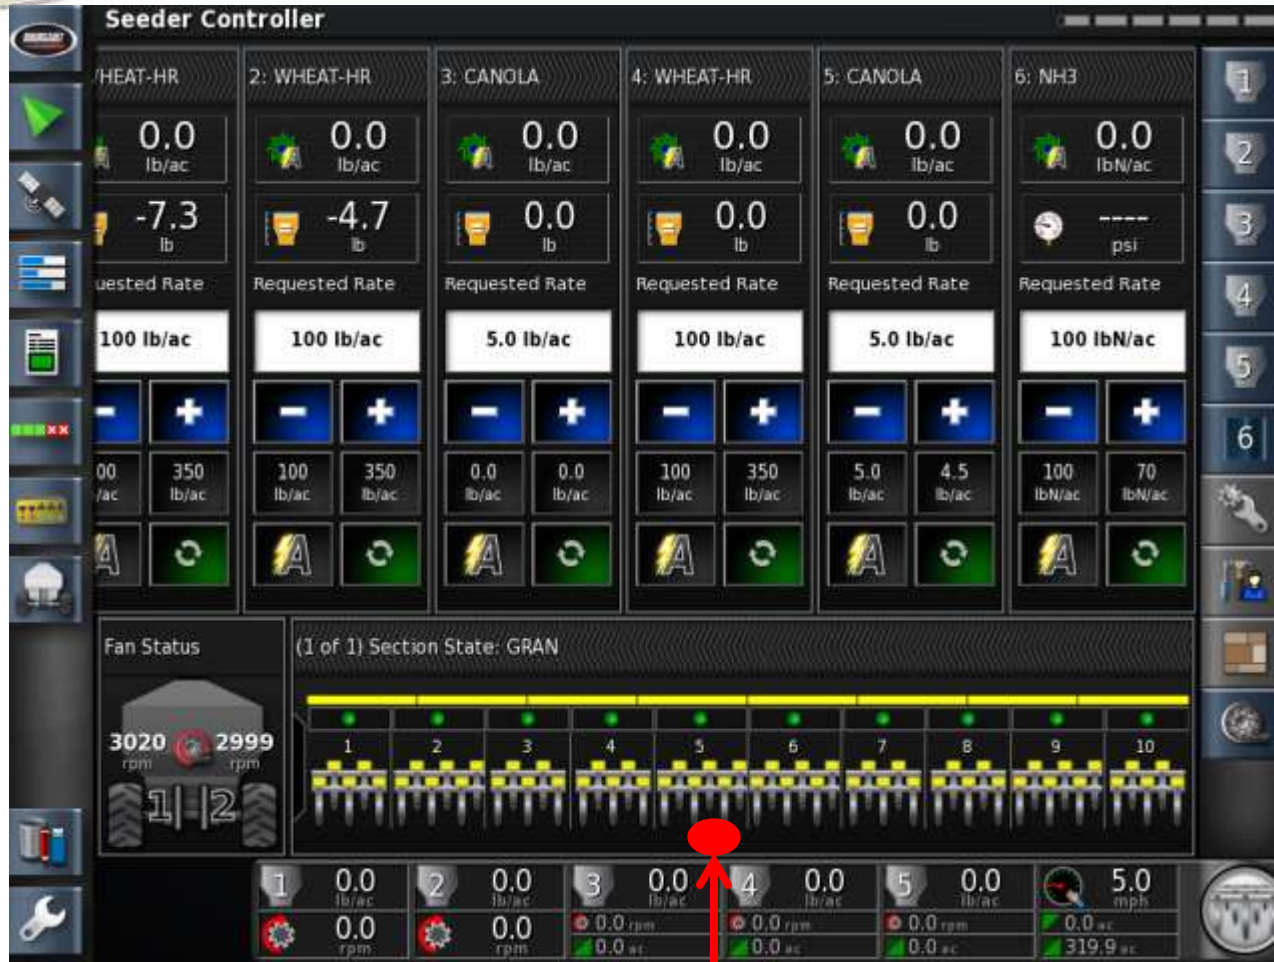 Seeder Controller
/HEAT-HR 2: WHEAT-HR 3: CANOLA 4: WHEAT-HR 5: CANOLA 6: NH3
0.0 0.0 0.0 0.0 0.0 0.0
lb/ac lb/ac lb/ac lb/ac lb/ac lbN/ac
-7.3 -4.7 0.0 0.0 0.0 ----
lb lb lb lb lb psi
uested Rate Requested Rate Requested Rate Requested Rate Requested Rate Requested Rate
100 lb/ac 100 lb/ac 5.0 lb/ac 100 lb/ac 5.0 lb/ac 100 lbN/ac
- + - + - + - + - + - +
00 350 100 350 0.0 0.0 100 350 5.0 4.5 100 70
/ac lb/ac lb/ac lb/ac lb/ac lb/ac lb/ac lb/ac lb/ac lb/ac lbN/ac lbN/ac
A A A A A A
1
2
3
4
5
6
Fan Status (1 of 1) Section State: GRAN
3020 2999
rpm rpm
1 2
1 2 3 4 5 6 7 8 9 10
1 0.0 2 0.0 3 0.0 4 0.0 5 0.0 5.0
lb/ac lb/ac lb/ac lb/ac lb/ac mph
0.0 0.0 0.0 rpm 0.0 rpm 0.0 rpm 0.0 ac
rpm rpm 0.0 ac 0.0 ac 0.0 ac 319.9 ac